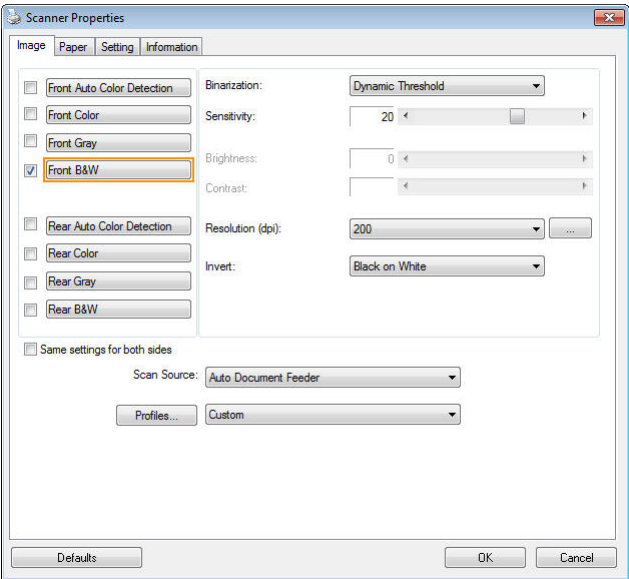 Scanner Properties
Image Paper Setting Information
Front Auto Color Detection
Front Color
Front Gray
Front B&W
Rear Auto Color Detection
Rear Color
Rear Gray
Rear B&W
Binarization: Dynamic Threshold
Sensitivity: 20
Brightness: 0
Contrast:
Resolution (dpi): 200 ...
Invert: Black on White
Same settings for both sides
Scan Source: Auto Document Feeder
Profiles... Custom
Defaults OK Cancel